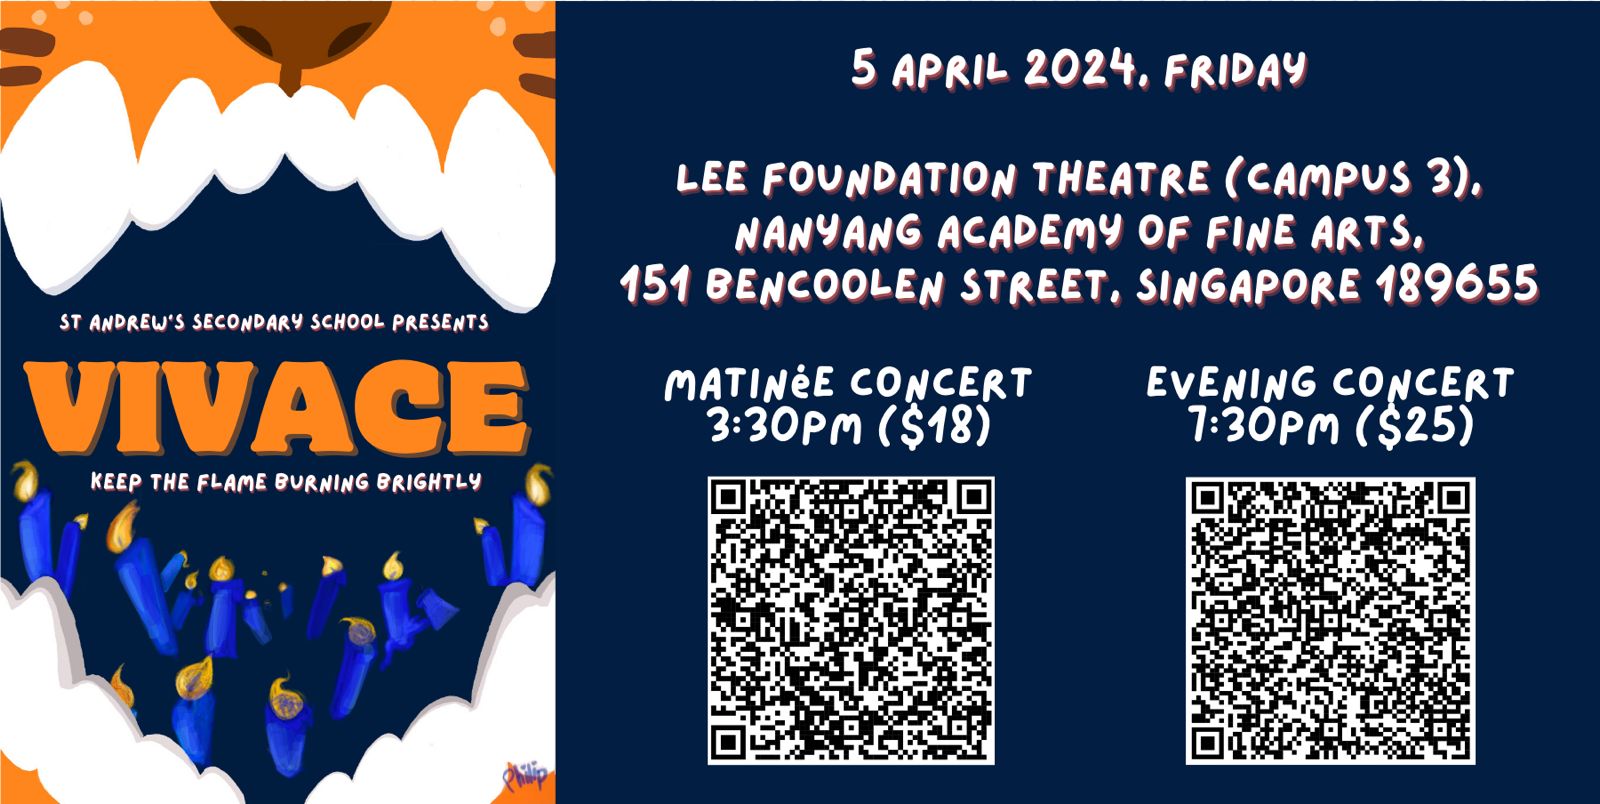 ST ANDREW'S SECONDARY SCHOOL PRESENTS
VIVACE
KEEP THE FLAME BURNING BRIGHTLY
Philip
5 APRIL 2024, FRIDAY
LEE FOUNDATION THEATRE (CAMPUS 3),
NANYANG ACADEMY OF FINE ARTS,
151 BENCOOLEN STREET, SINGAPORE 189655
MATINéE CONCERT
3:30PM ($18)
EVENING CONCERT
7:30PM ($25)